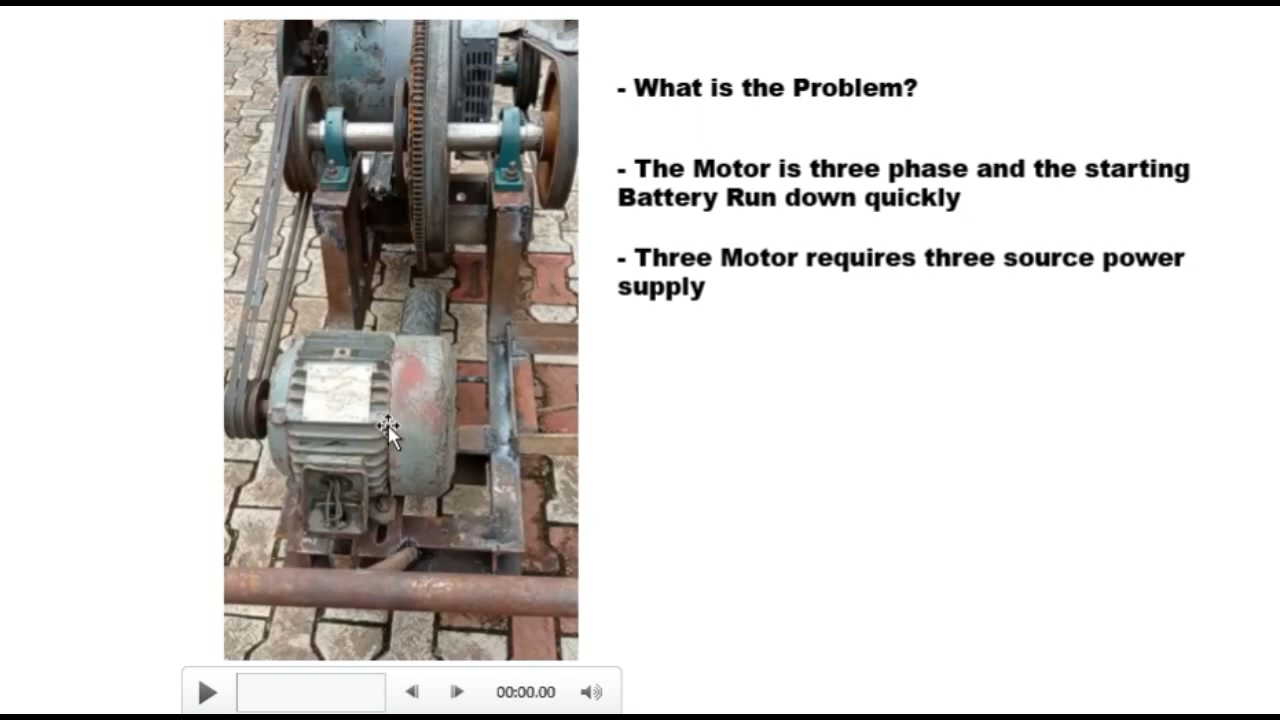 - What is the Problem?
- The Motor is three phase and the starting
Battery Run down quickly
- Three Motor requires three source power
supply
00:00.00